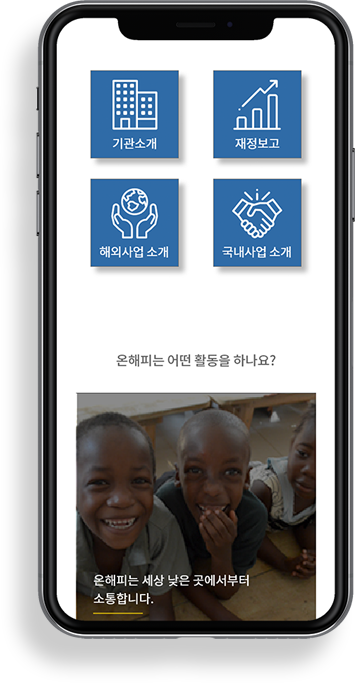 기관소개
재정보고
해외사업 소개
국내사업 소개
온해피는 어떤 활동을 하나요?
온해피는 세상 낮은 곳에서부터
소통합니다.